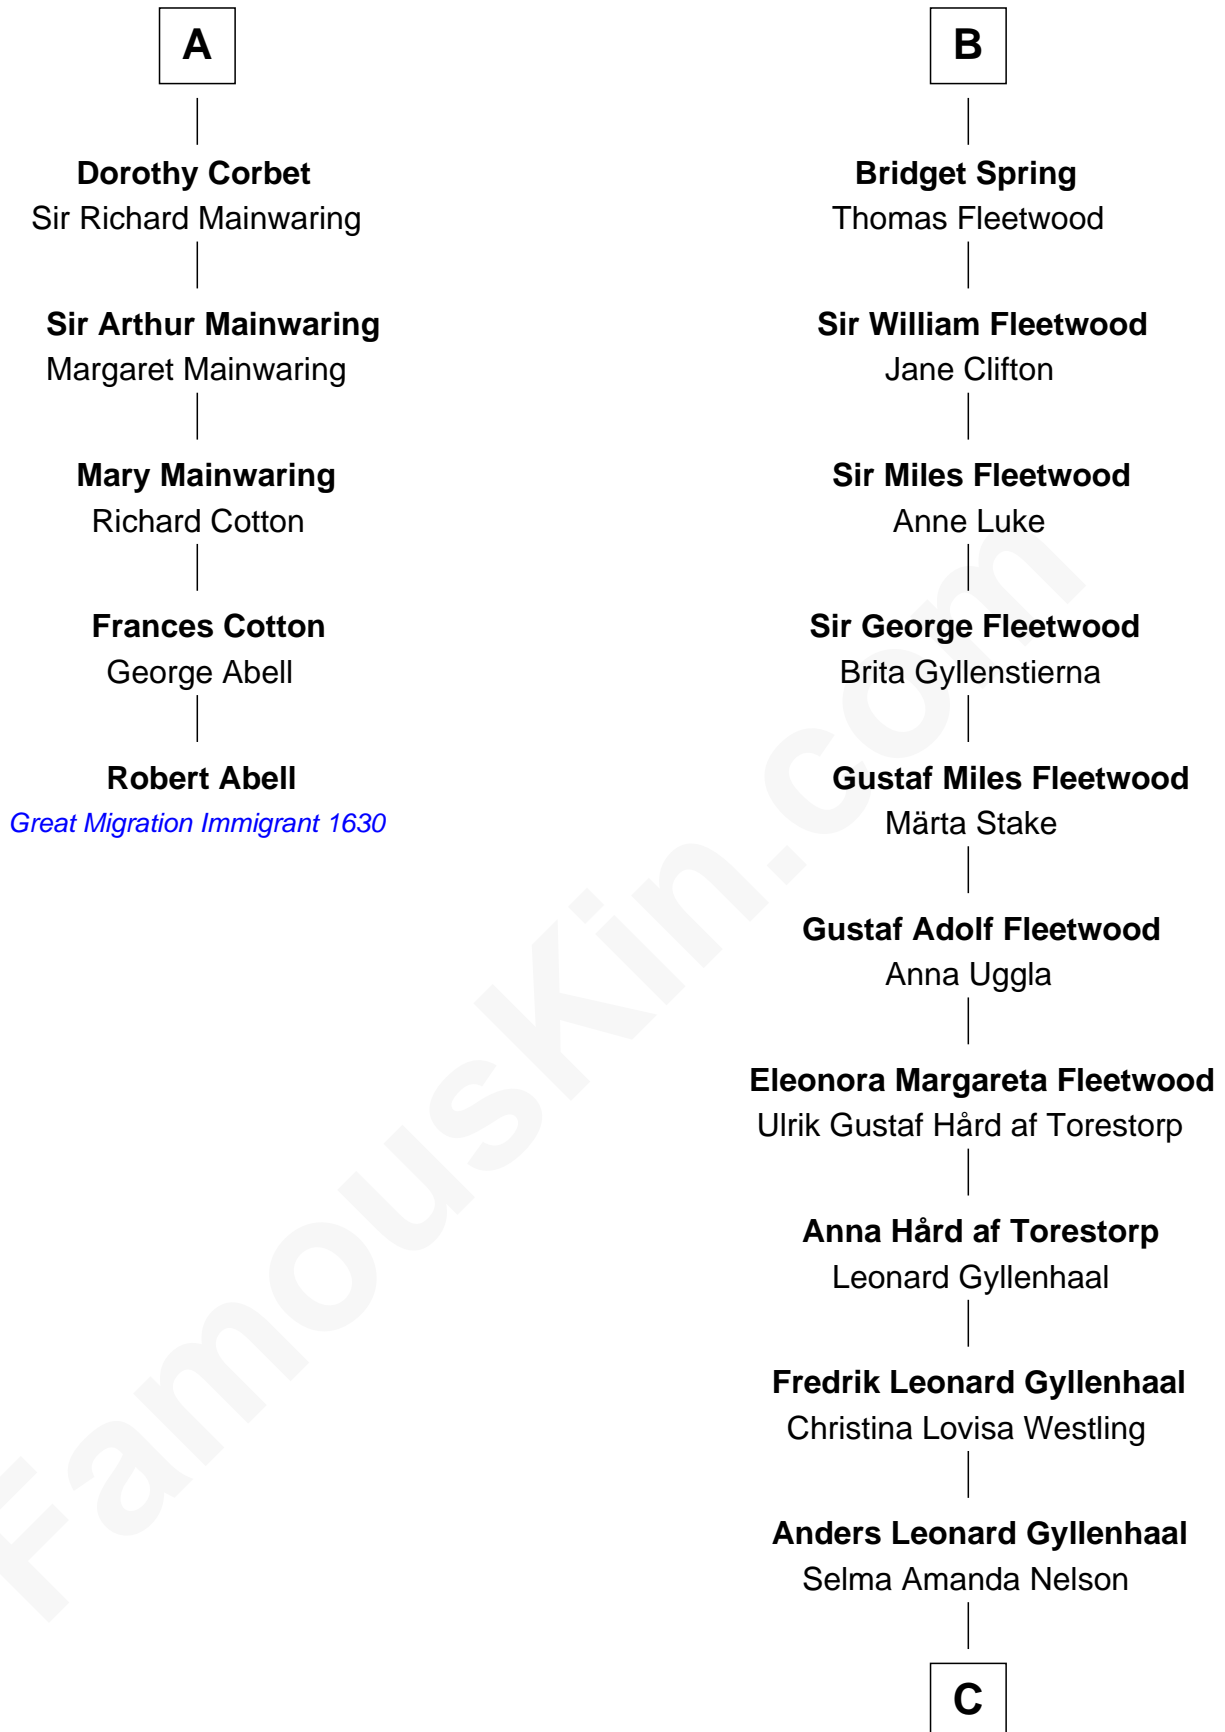 A
Dorothy Corbet
Sir Richard Mainwaring
Sir Arthur Mainwaring
Margaret Mainwaring
Mary Mainwaring
Richard Cotton
Frances Cotton
George Abell
Robert Abell
Great Migration Immigrant 1630
B
Bridget Spring
Thomas Fleetwood
Sir William Fleetwood
Jane Clifton
Sir Miles Fleetwood
Anne Luke
Sir George Fleetwood
Brita Gyllenstierna
Gustaf Miles Fleetwood
Märta Stake
Gustaf Adolf Fleetwood
Anna Uggla
Eleonora Margareta Fleetwood
Ulrik Gustaf Hård af Torestorp
Anna Hård af Torestorp
Leonard Gyllenhaal
Fredrik Leonard Gyllenhaal
Christina Lovisa Westling
Anders Leonard Gyllenhaal
Selma Amanda Nelson
C
FamousKin.com